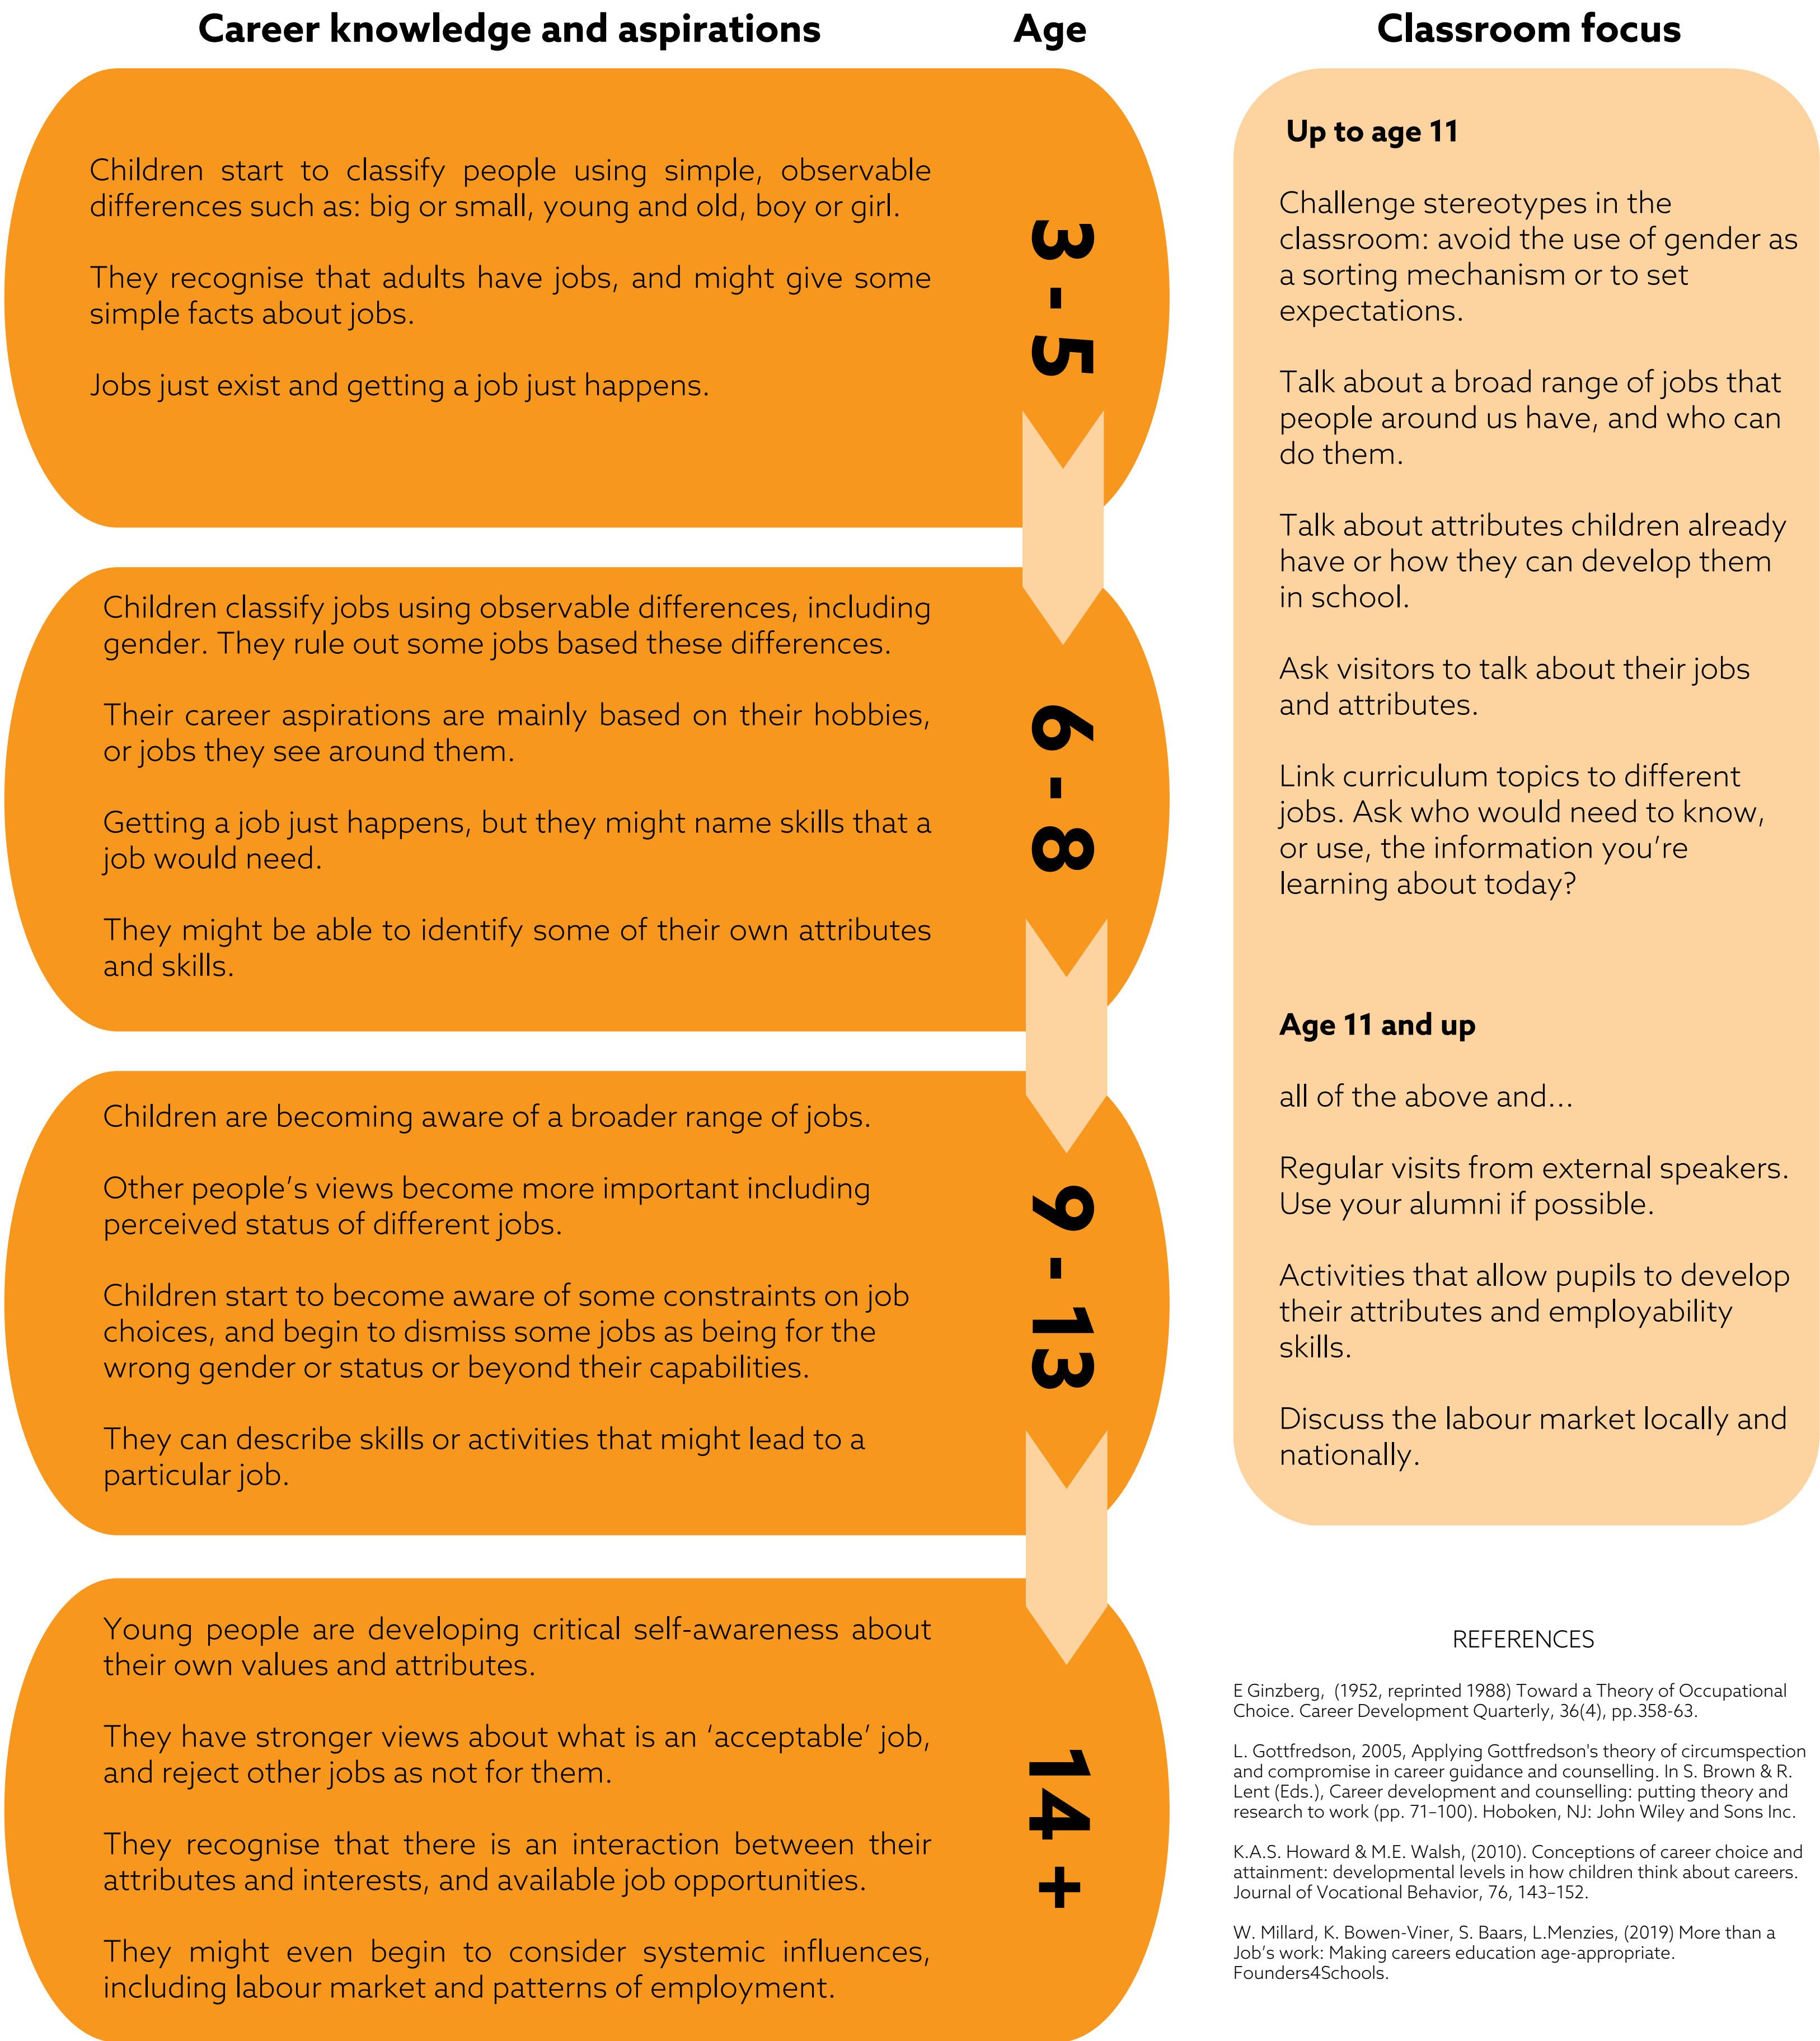 Career knowledge and aspirations
Age
Classroom focus
Children start to classify people using simple, observable
differences such as: big or small, young and old, boy or girl.
They recognise that adults have jobs, and might give some
simple facts about jobs.
Jobs just exist and getting a job just happens.
3 - 5
Children classify jobs using observable differences, including
gender. They rule out some jobs based these differences.
Their career aspirations are mainly based on their hobbies,
or jobs they see around them.
Getting a job just happens, but they might name skills that a
job would need.
They might be able to identify some of their own attributes
and skills.
6 - 8
Children are becoming aware of a broader range of jobs.
Other people’s views become more important including
perceived status of different jobs.
Children start to become aware of some constraints on job
choices, and begin to dismiss some jobs as being for the
wrong gender or status or beyond their capabilities.
They can describe skills or activities that might lead to a
particular job.
9 - 13
Young people are developing critical self-awareness about
their own values and attributes.
They have stronger views about what is an ‘acceptable’ job,
and reject other jobs as not for them.
They recognise that there is an interaction between their
attributes and interests, and available job opportunities.
They might even begin to consider systemic influences,
including labour market and patterns of employment.
14 +
Up to age 11
Challenge stereotypes in the
classroom: avoid the use of gender as
a sorting mechanism or to set
expectations.
Talk about a broad range of jobs that
people around us have, and who can
do them.
Talk about attributes children already
have or how they can develop them
in school.
Ask visitors to talk about their jobs
and attributes.
Link curriculum topics to different
jobs. Ask who would need to know,
or use, the information you’re
learning about today?
Age 11 and up
all of the above and...
Regular visits from external speakers.
Use your alumni if possible.
Activities that allow pupils to develop
their attributes and employability
skills.
Discuss the labour market locally and
nationally.
REFERENCES
E Ginzberg, (1952, reprinted 1988) Toward a Theory of Occupational
Choice. Career Development Quarterly, 36(4), pp.358-63.
L. Gottfredson, 2005, Applying Gottfredson's theory of circumspection
and compromise in career guidance and counselling. In S. Brown & R.
Lent (Eds.), Career development and counselling: putting theory and
research to work (pp. 71–100). Hoboken, NJ: John Wiley and Sons Inc.
K.A.S. Howard & M.E. Walsh, (2010). Conceptions of career choice and
attainment: developmental levels in how children think about careers.
Journal of Vocational Behavior, 76, 143–152.
W. Millard, K. Bowen-Viner, S. Baars, L.Menzies, (2019) More than a
Job’s work: Making careers education age-appropriate.
Founders4Schools.